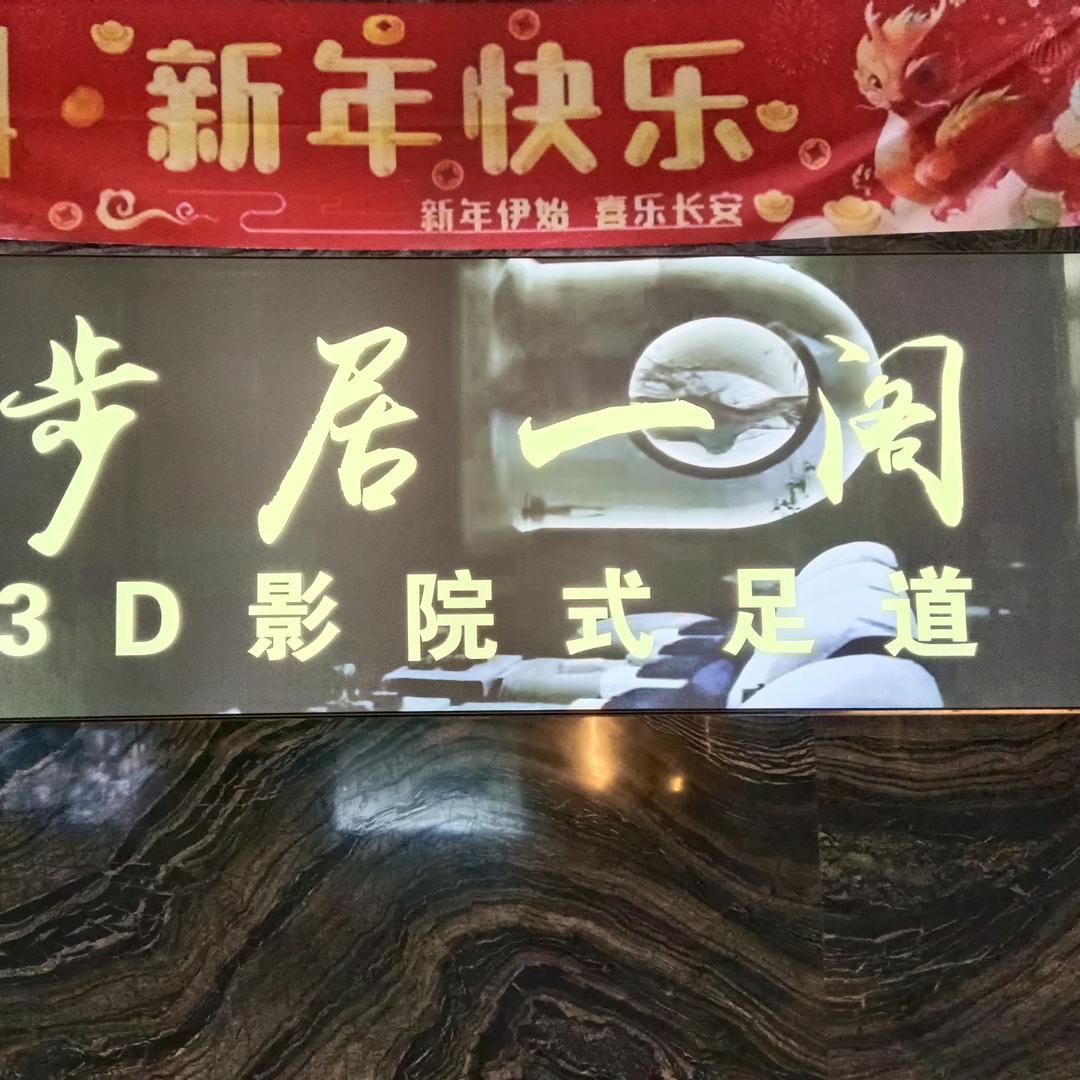 新年快乐
新年伊始 喜乐长安
步居一阁
3D影院式足道